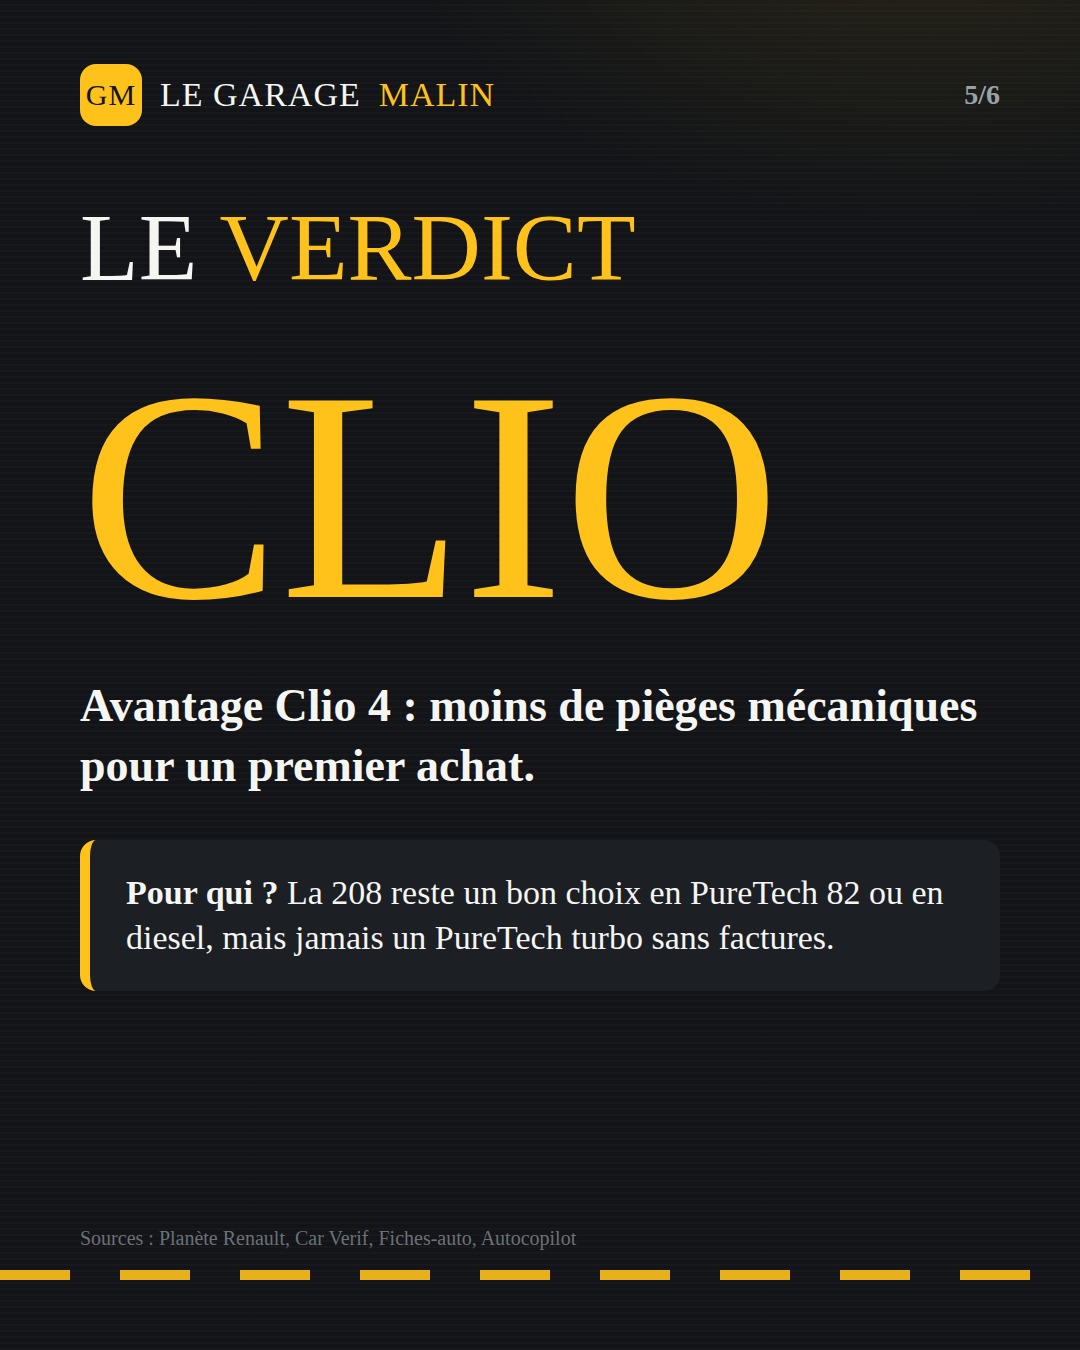 GM LE GARAGE MALIN 5/6
LE VERDICT
CLIO
Avantage Clio 4 : moins de pièges mécaniques
pour un premier achat.
Pour qui ? La 208 reste un bon choix en PureTech 82 ou en
diesel, mais jamais un PureTech turbo sans factures.
Sources : Planète Renault, Car Verif, Fiches-auto, Autocopilot